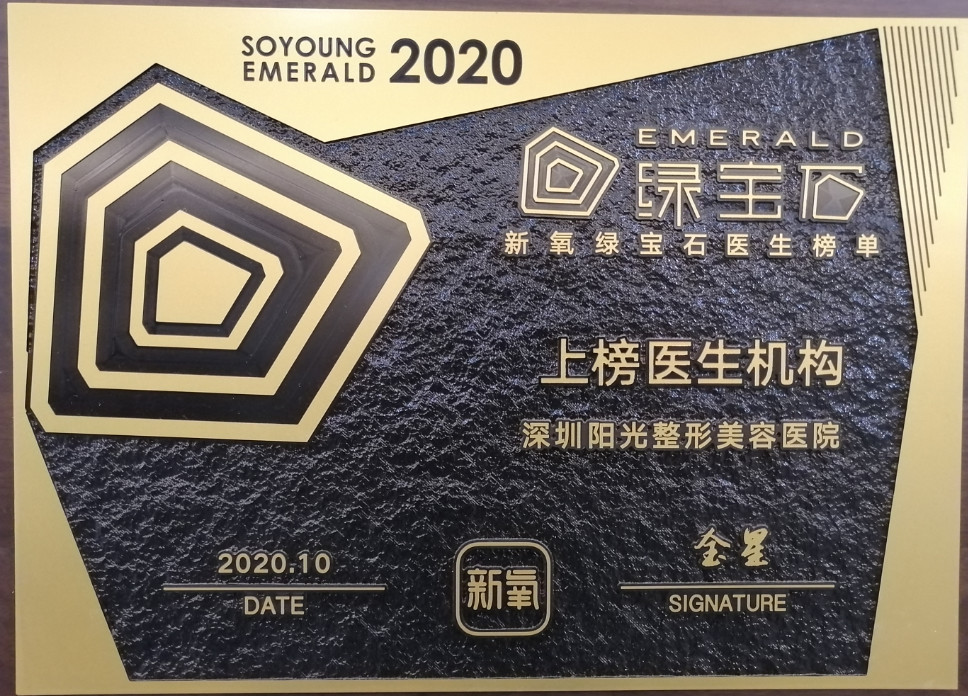 SOYOUNG
EMERALD 2020
EMERALD
绿宝石
新氧绿宝石医生榜单
上榜医生机构
深圳阳光整形美容医院
2020.10
DATE
新氧
金星
SIGNATURE